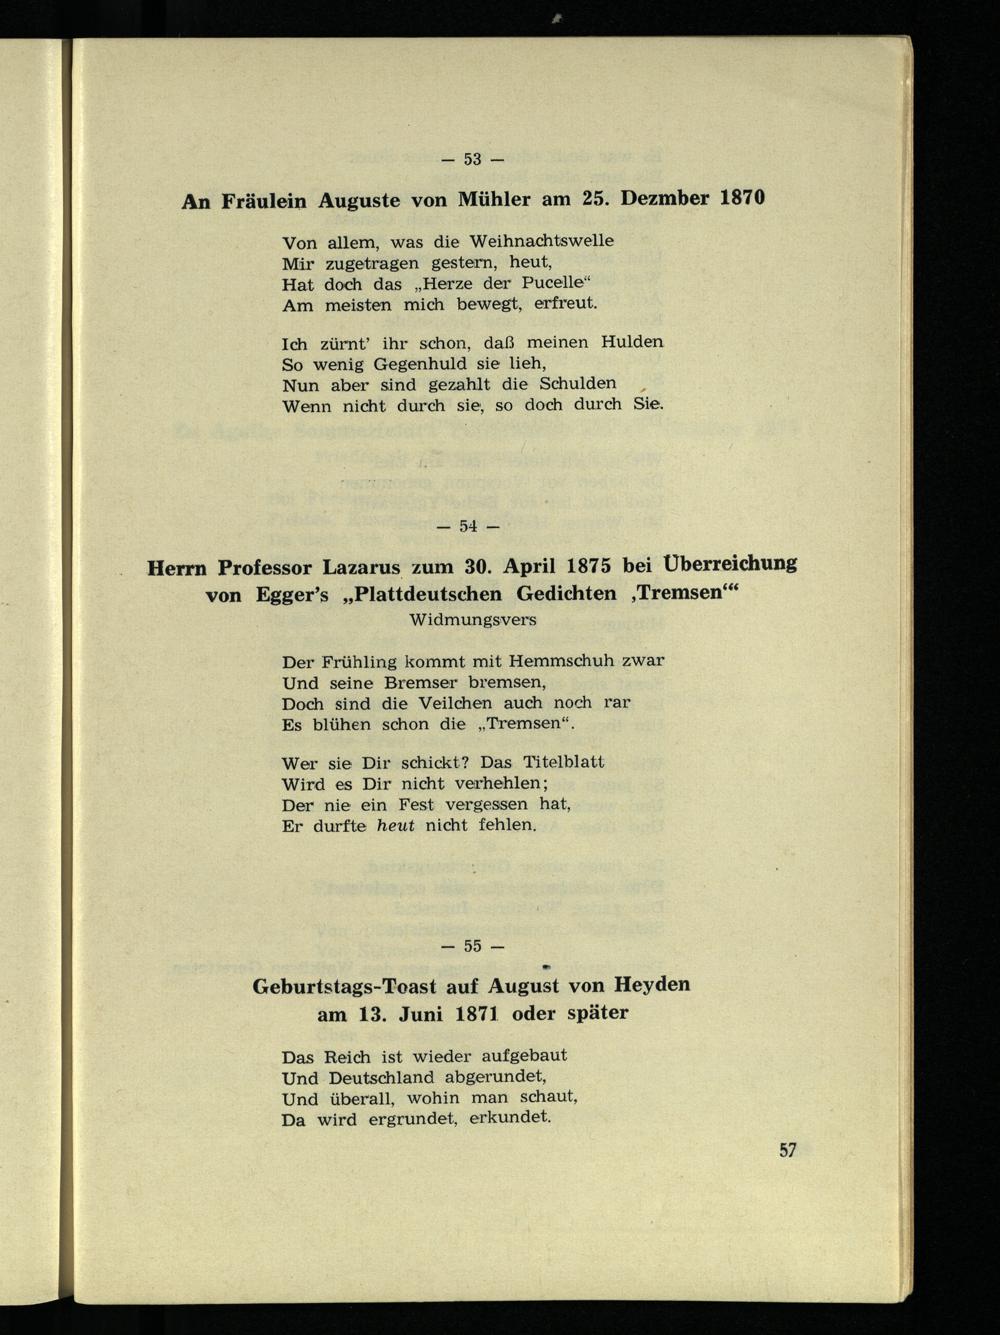 — 53 —
An Fräulein Auguste von Mühler am 25. Dezmber 1870
Von allem, was die Weihnachtswelle
Mir zugetragen gestern, heut,
Hat doch das „Herze der Pucelle“
Am meisten mich bewegt, erfreut.
Ich zürnt’ ihr schon, daß meinen Hulden
So wenig Gegenhuld sie lieh,
Nun aber sind gezahlt die Schulden
Wenn nicht durch sie, so doch durch Sie.
— 54 —
Herrn Professor Lazarus zum 30. April 1875 bei Überreichung
von Egger’s „Plattdeutschen Gedichten ‚Tremsen‘“
Widmungsvers
Der Frühling kommt mit Hemmschuh zwar
Und seine Bremser bremsen,
Doch sind die Veilchen auch noch rar
Es blühen schon die „Tremsen“.
Wer sie Dir schickt? Das Titelblatt
Wird es Dir nicht verhehlen;
Der nie ein Fest vergessen hat,
Er durfte heut nicht fehlen.
— 55 —
Geburtstags-Toast auf August von Heyden
am 13. Juni 1871 oder später
Das Reich ist wieder aufgebaut
Und Deutschland abgerundet,
Und überall, wohin man schaut,
Da wird ergrundet, erkundet.
57